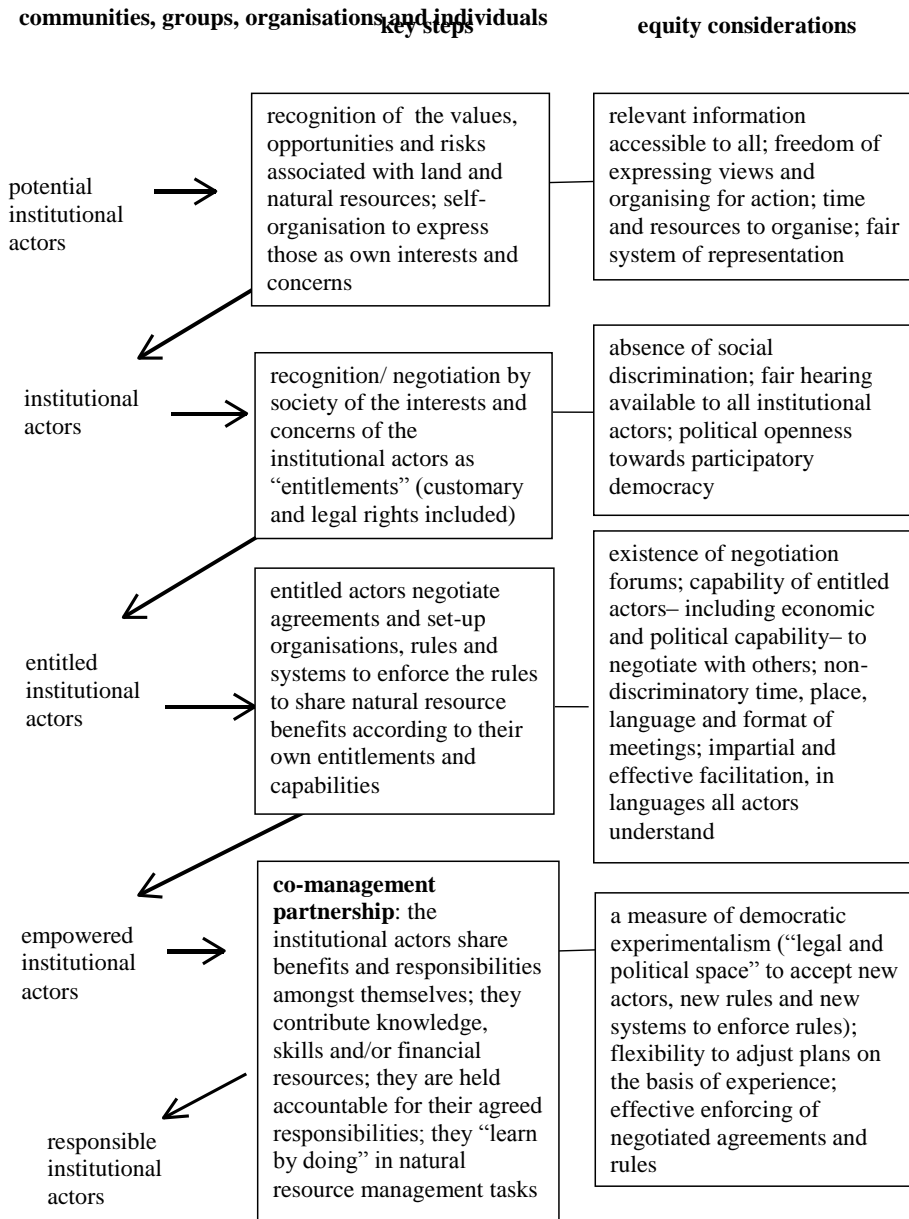 communities, groups, organisations and individuals
key steps
equity considerations
potential
institutional
actors
recognition of  the values,
opportunities and risks
associated with land and
natural resources; self-
organisation to express
those as own interests and
concerns
relevant information
accessible to all; freedom of
expressing views and
organising for action; time
and resources to organise; fair
system of representation
institutional
actors
recognition/ negotiation by
society of the interests and
concerns of the
institutional actors as
“entitlements” (customary
and legal rights included)
absence of social
discrimination; fair hearing
available to all institutional
actors; political openness
towards participatory
democracy
entitled
institutional
actors
entitled actors negotiate
agreements and set-up
organisations, rules and
systems to enforce the rules
to share natural resource
benefits according to their
own entitlements and
capabilities
existence of negotiation
forums; capability of entitled
actors– including economic
and political capability– to
negotiate with others; non-
discriminatory time, place,
language and format of
meetings; impartial and
effective facilitation, in
languages all actors
understand
empowered
institutional
actors
co-management
partnership: the
institutional actors share
benefits and responsibilities
amongst themselves; they
contribute knowledge,
skills and/or financial
resources; they are held
accountable for their agreed
responsibilities; they “learn
by doing” in natural
resource management tasks
a measure of democratic
experimentalism (“legal and
political space” to accept new
actors, new rules and new
systems to enforce rules);
flexibility to adjust plans on
the basis of experience;
effective enforcing of
negotiated agreements and
rules
responsible
institutional
actors